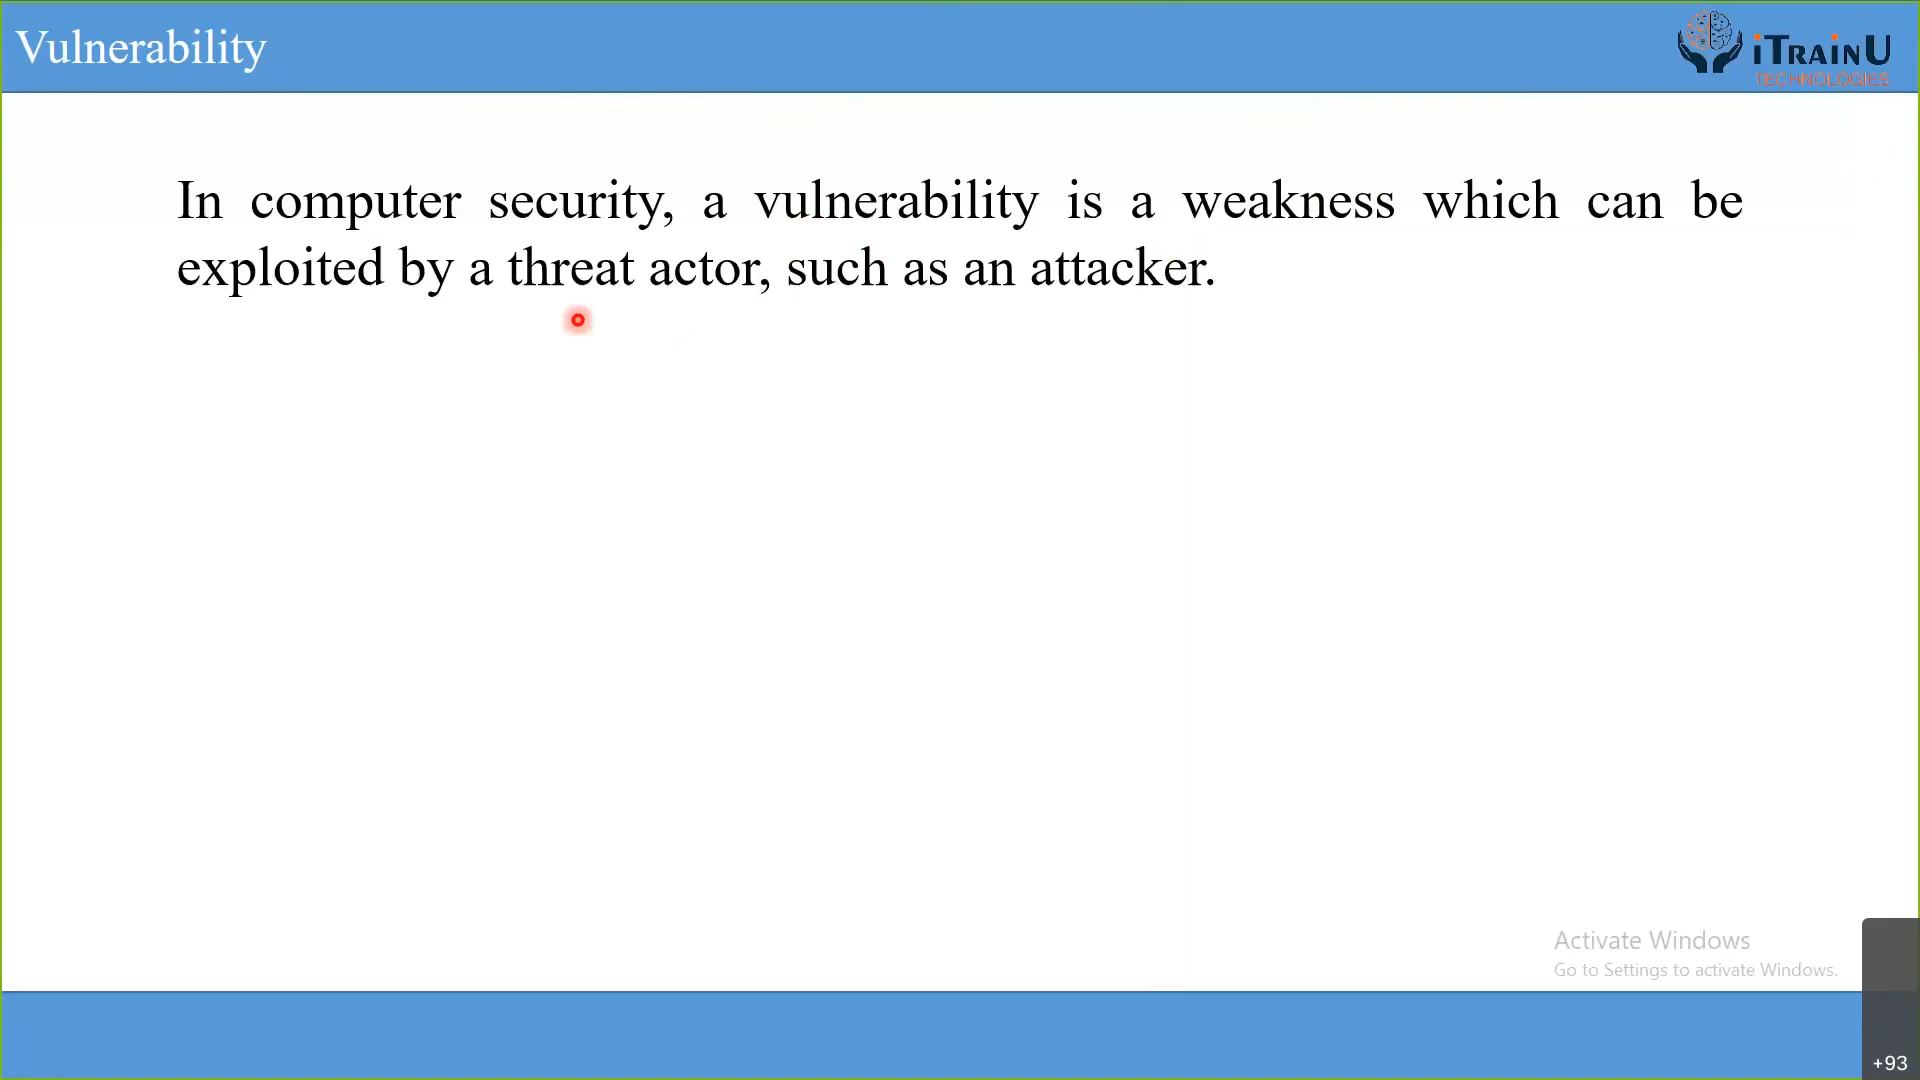 Vulnerability
iTRAINU
TECHNOLOGIES
In computer security, a vulnerability is a weakness which can be
exploited by a threat actor, such as an attacker.
Activate Windows
Go to Settings to activate Windows.
+93